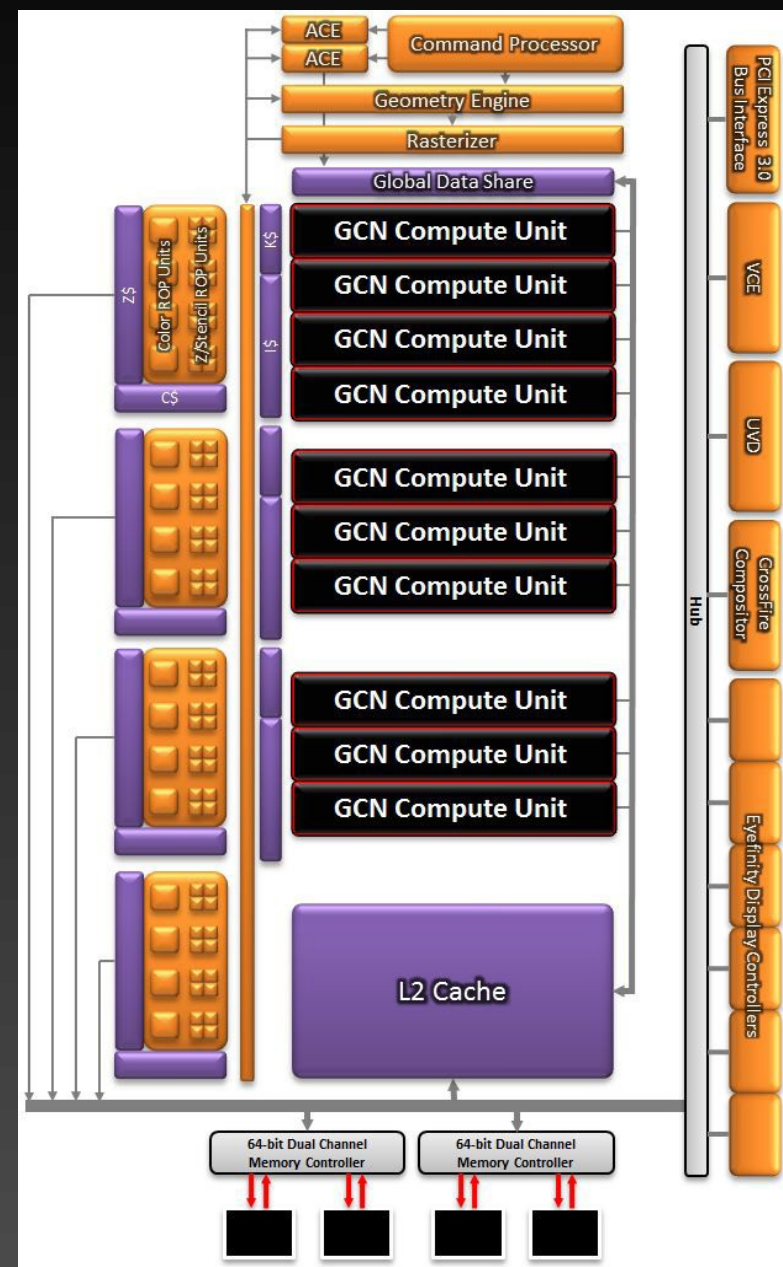 ACE
ACE
Command Processor
Geometry Engine
Rasterizer
Global Data Share
Z$
Color ROP Units
Z/Stencil ROP Units
C$
K$
I$
GCN Compute Unit
GCN Compute Unit
GCN Compute Unit
GCN Compute Unit
GCN Compute Unit
GCN Compute Unit
GCN Compute Unit
GCN Compute Unit
GCN Compute Unit
GCN Compute Unit
L2 Cache
64-bit Dual Channel
Memory Controller
64-bit Dual Channel
Memory Controller
Hub
PCI Express 3.0
Bus Interface
VCE
UVD
CrossFire
Compositor
Eyefinity Display Controllers